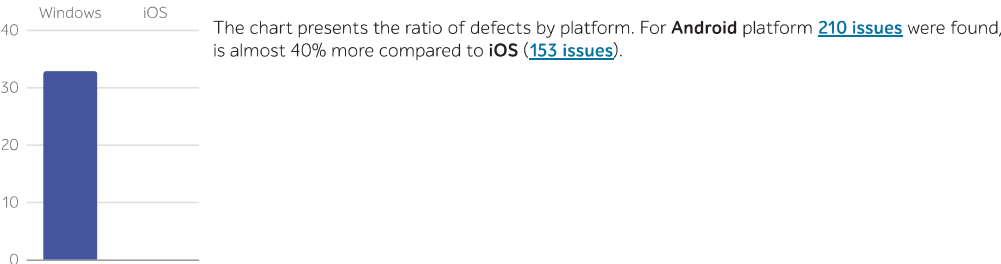 Windows iOS
40
30
20
10
0
The chart presents the ratio of defects by platform. For Android platform 210 issues were found,
is almost 40% more compared to iOS (153 issues).